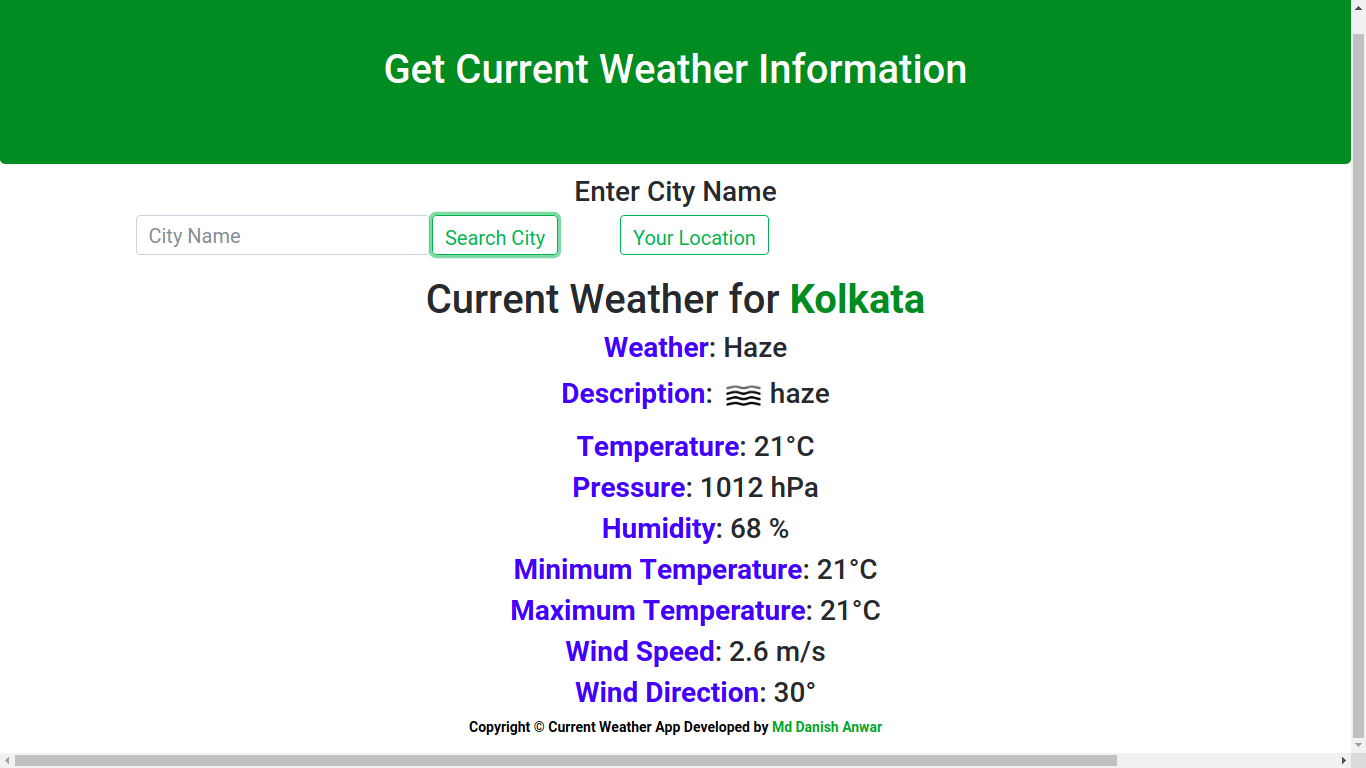 Get Current Weather Information
Enter City Name
City Name Search City Your Location
Current Weather for Kolkata
Weather: Haze
Description: haze
Temperature: 21°C
Pressure: 1012 hPa
Humidity: 68 %
Minimum Temperature: 21°C
Maximum Temperature: 21°C
Wind Speed: 2.6 m/s
Wind Direction: 30°
Copyright © Current Weather App Developed by Md Danish Anwar